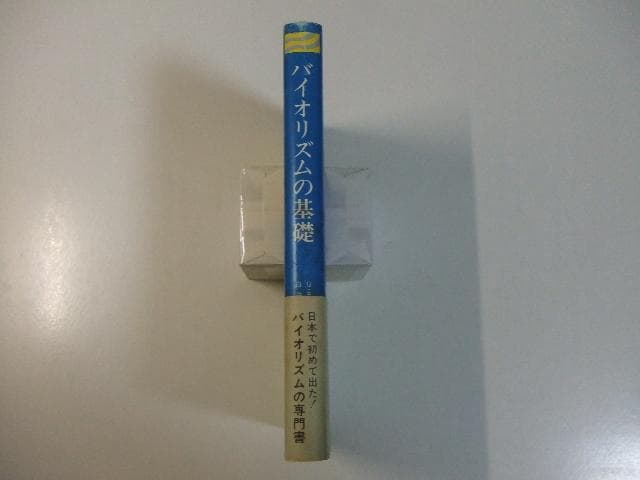 バイオリズムの基礎
日本で初めて出た!
バイオリズムの専門書